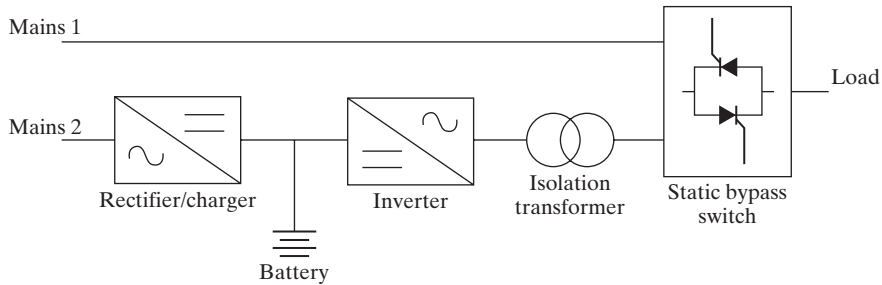 Mains 1
Load
Mains 2
Rectifier/charger
Inverter
Isolation
transformer
Static bypass
switch
Battery